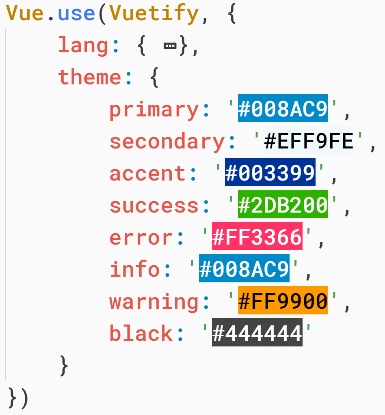 Vue.use(Vuetify, {
lang: { ⋯},
theme: {
primary: '#008AC9',
secondary: '#EFF9FE',
accent: '#003399',
success: '#2DB200',
error: '#FF3366',
info: '#008AC9',
warning: '#FF9900',
black: '#444444'
}
})